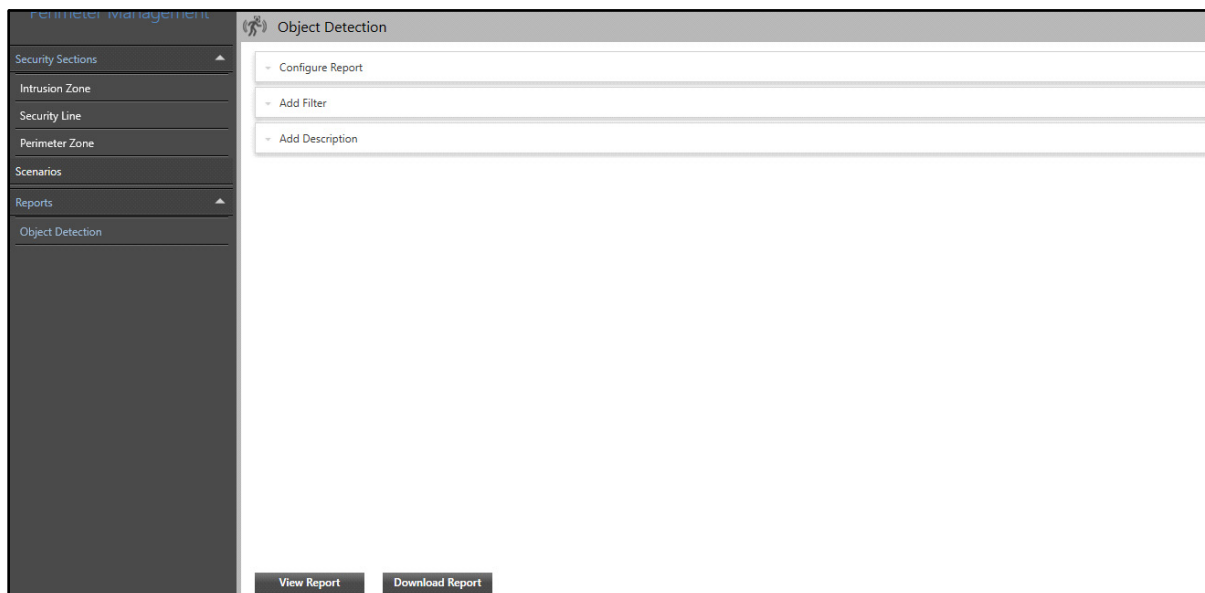 Perimeter Management
Security Sections
Intrusion Zone
Security Line
Perimeter Zone
Scenarios
Reports
Object Detection
Object Detection
Configure Report
Add Filter
Add Description
View Report
Download Report